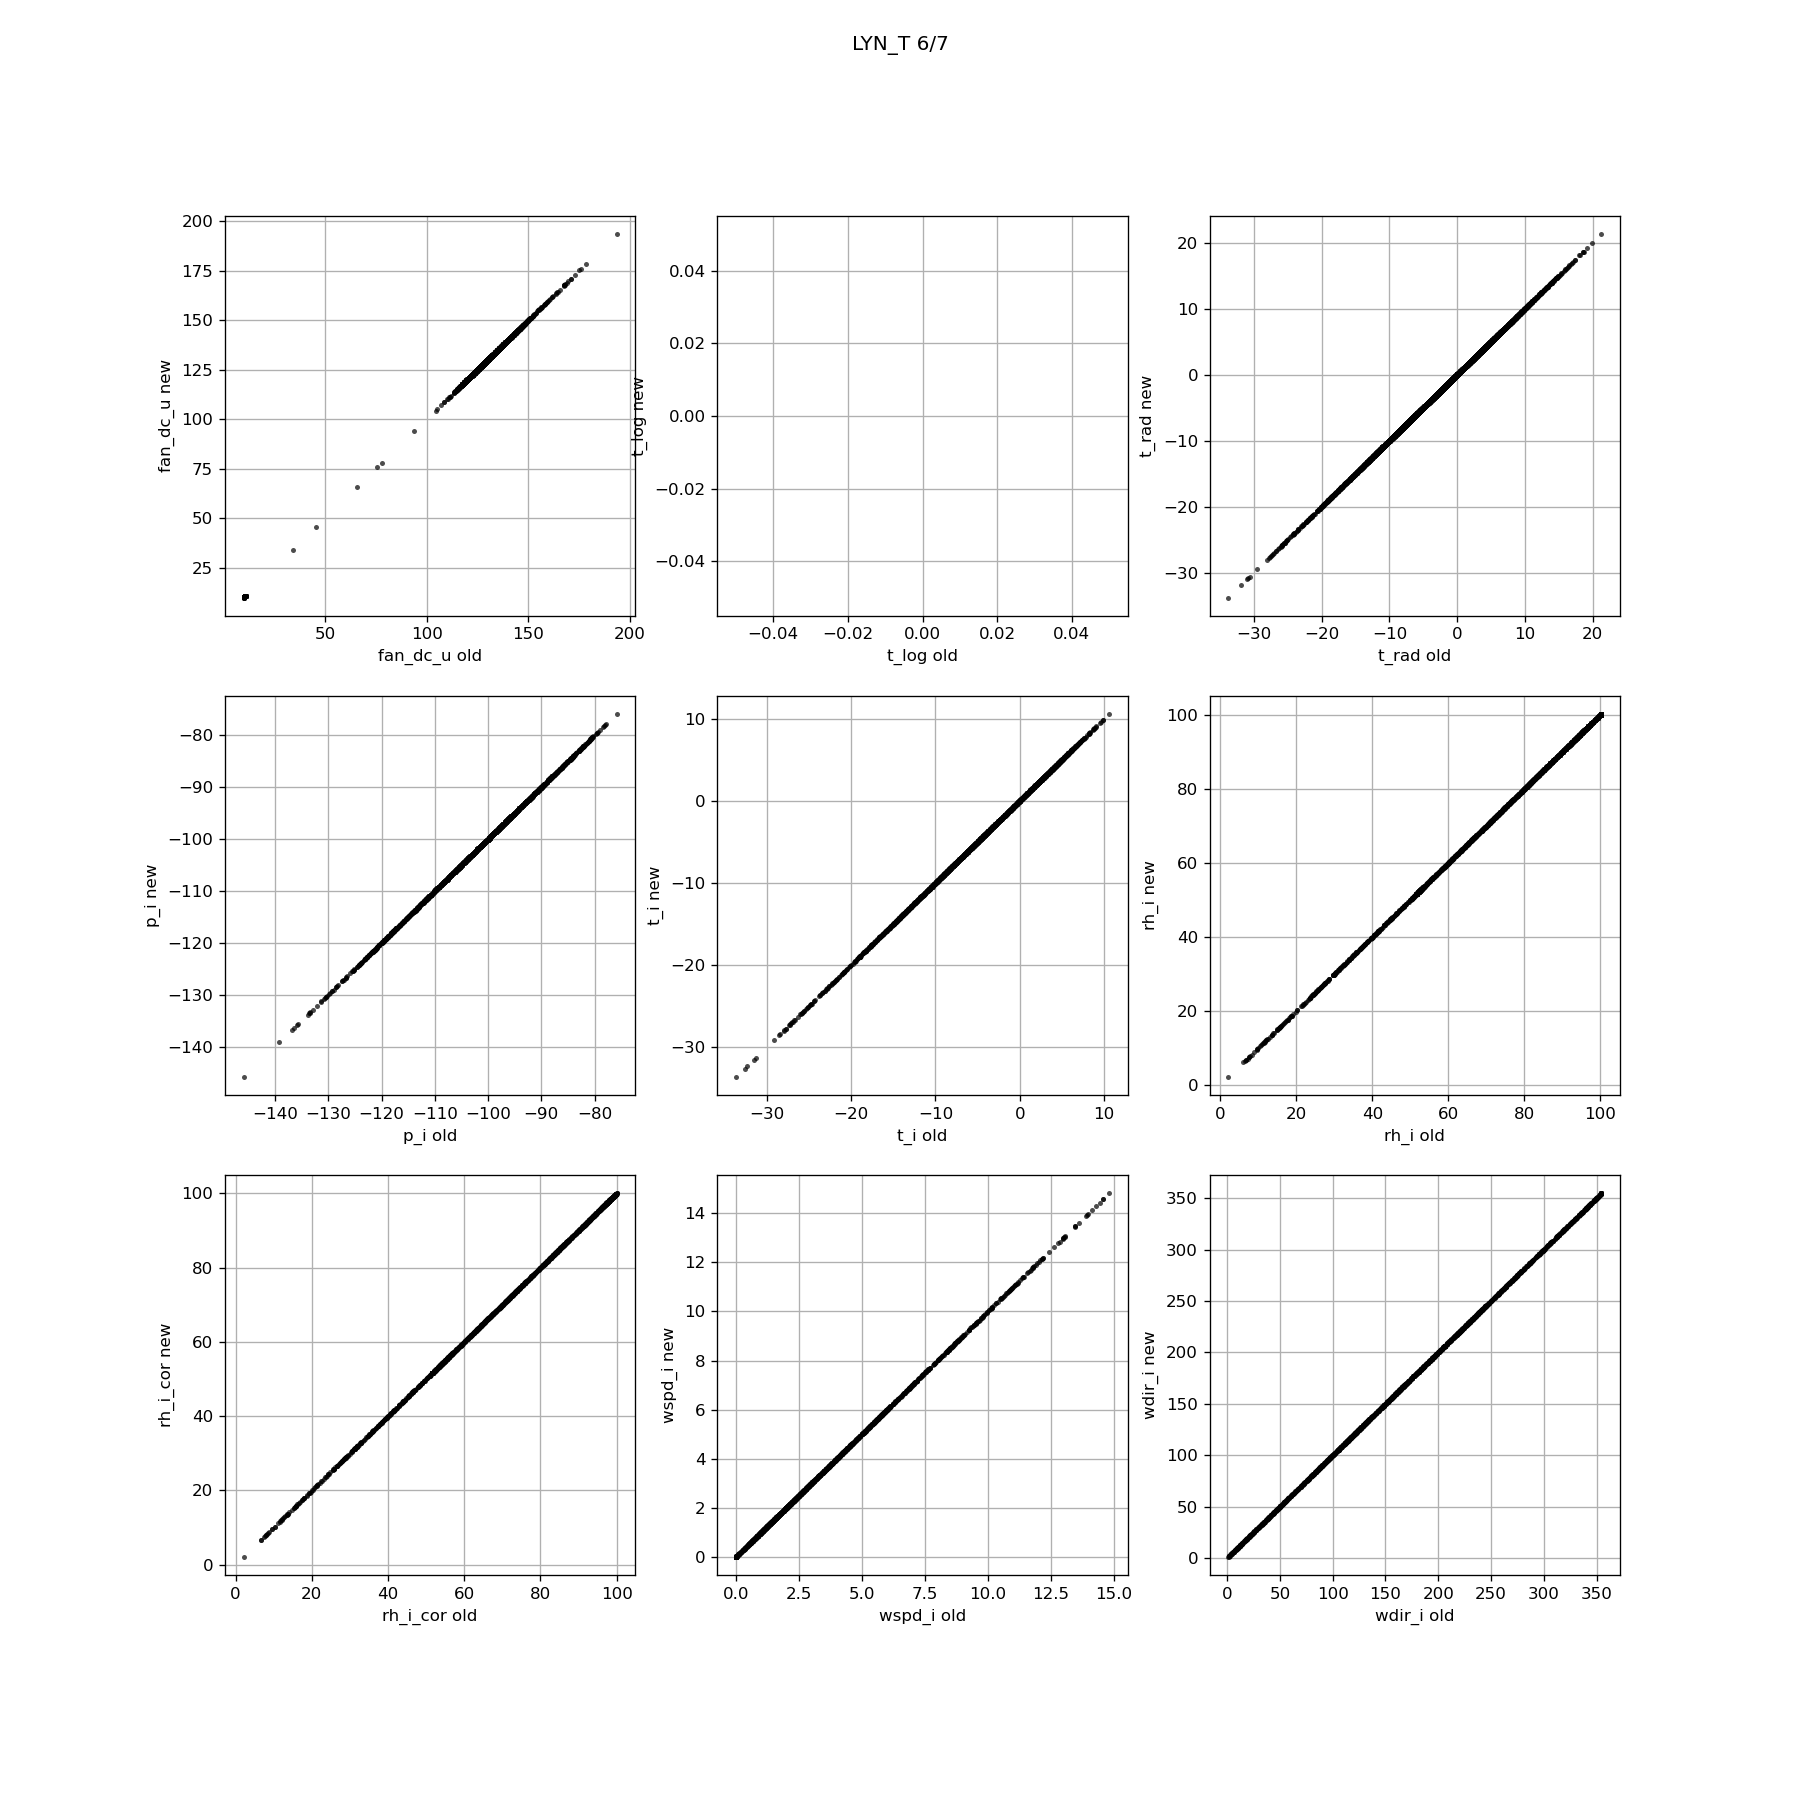 LYN_T 6/7
200
175
150
125
100
75
50
25
fan_dc_u new
50 100 150 200
fan_dc_u old
0.04
0.02
0.00
−0.02
−0.04
t_log new
−0.04 −0.02 0.00 0.02 0.04
t_log old
20
10
0
−10
−20
−30
t_rad new
−30 −20 −10 0 10 20
t_rad old
−80
−90
−100
−110
−120
−130
−140
p_i new
−140 −130 −120 −110 −100 −90 −80
p_i old
10
0
−10
−20
−30
t_i new
−30 −20 −10 0 10
t_i old
100
80
60
40
20
0
rh_i new
0 20 40 60 80 100
rh_i old
100
80
60
40
20
0
rh_i_cor new
0 20 40 60 80 100
rh_i_cor old
14
12
10
8
6
4
2
0
wspd_i new
0.0 2.5 5.0 7.5 10.0 12.5 15.0
wspd_i old
350
300
250
200
150
100
50
0
wdir_i new
0 50 100 150 200 250 300 350
wdir_i old